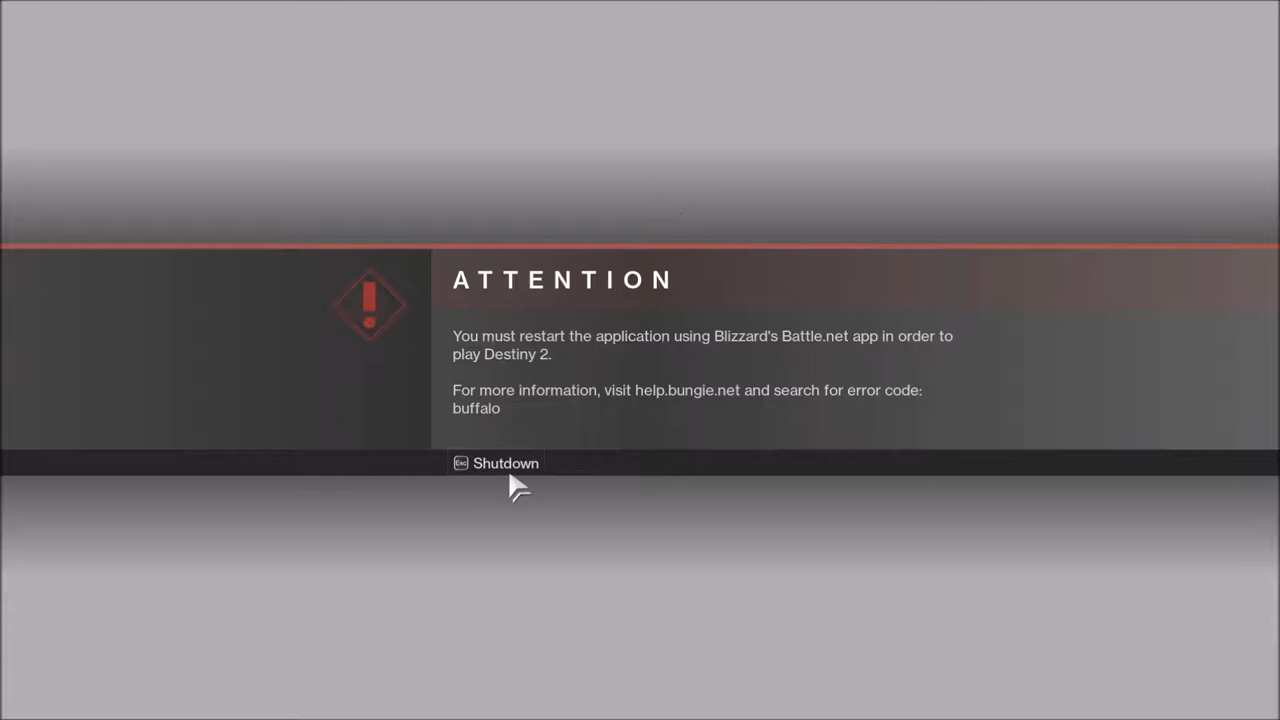 ATTENTION
You must restart the application using Blizzard's Battle.net app in order to
play Destiny 2.
For more information, visit help.bungie.net and search for error code:
buffalo
Esc Shutdown